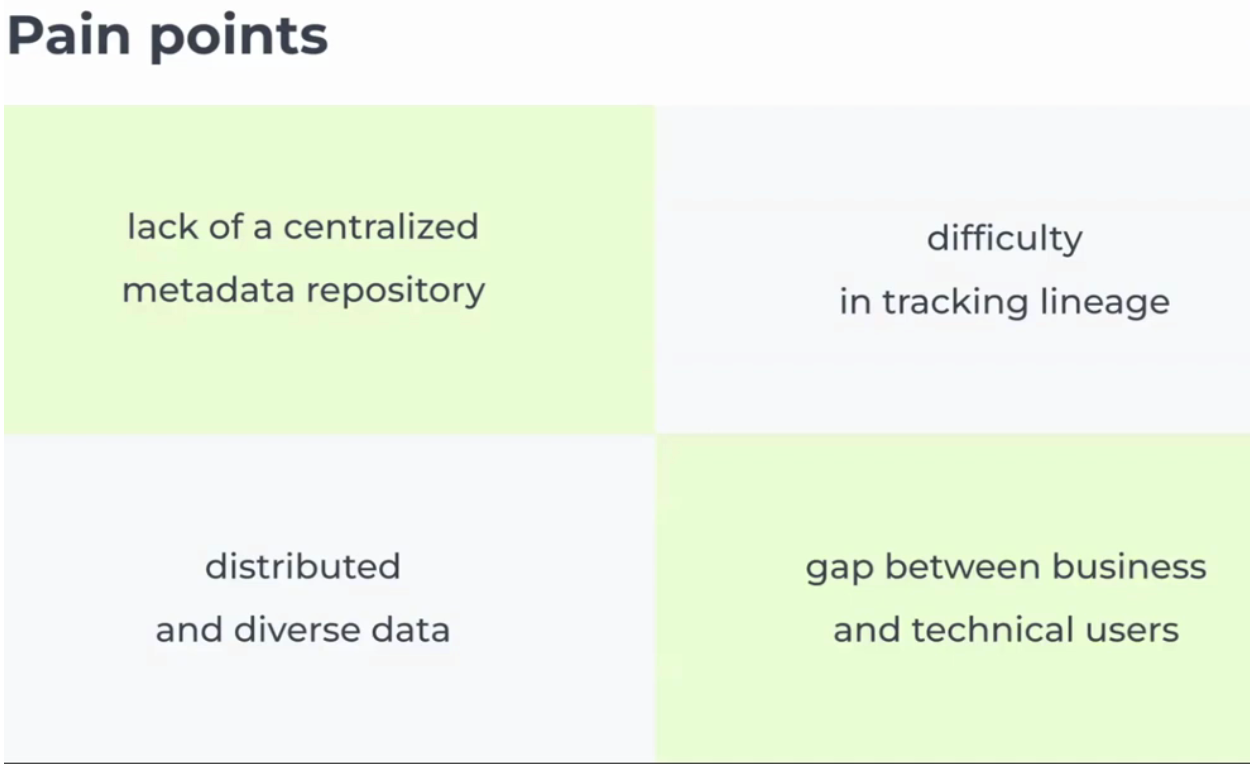 Pain points
lack of a centralized
metadata repository
difficulty
in tracking lineage
distributed
and diverse data
gap between business
and technical users